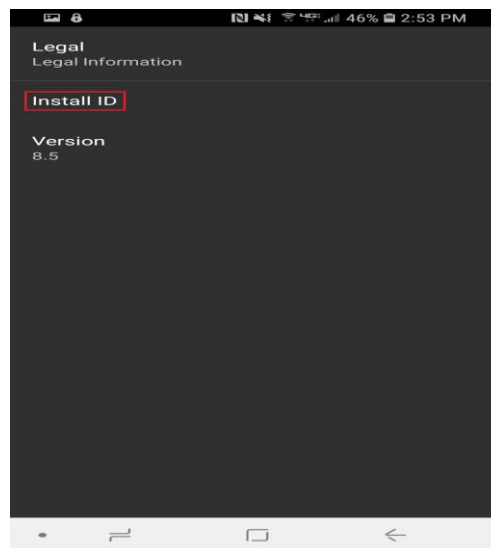 46% 2:53 PM
Legal
Legal Information
Install ID
Version
8.5